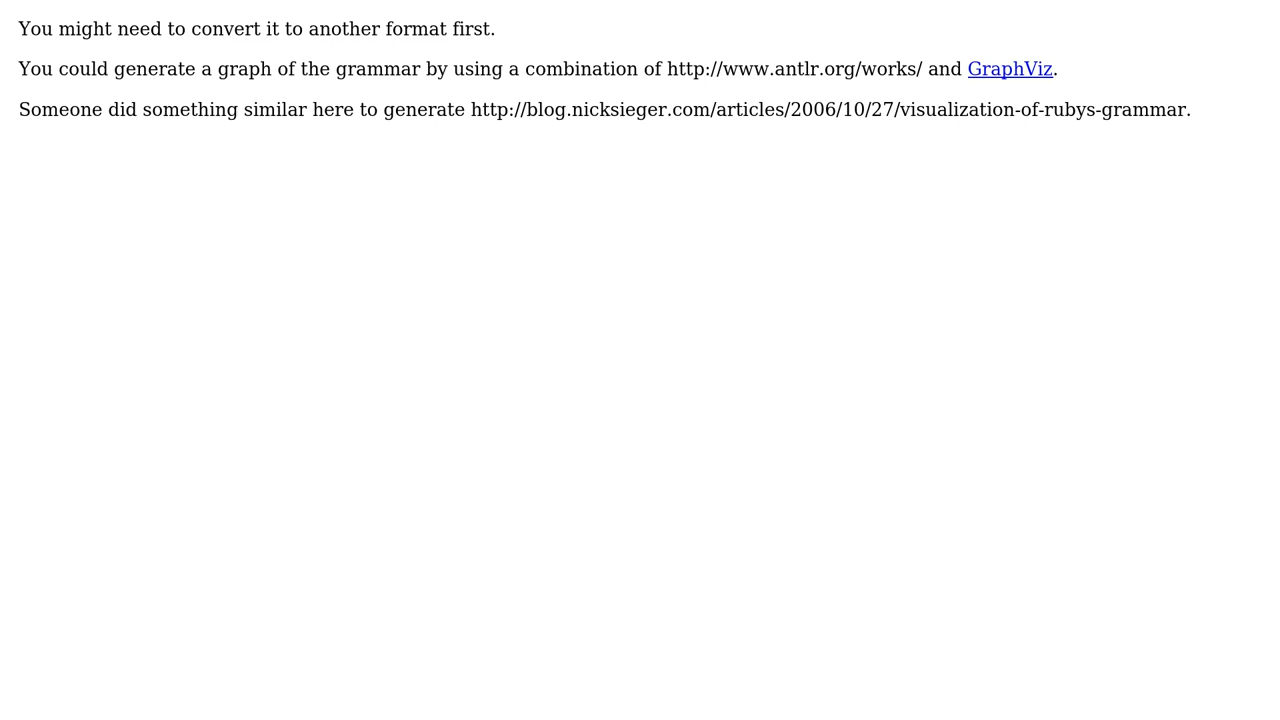 You might need to convert it to another format first.
You could generate a graph of the grammar by using a combination of http://www.antlr.org/works/ and GraphViz.
Someone did something similar here to generate http://blog.nicksieger.com/articles/2006/10/27/visualization-of-rubys-grammar.